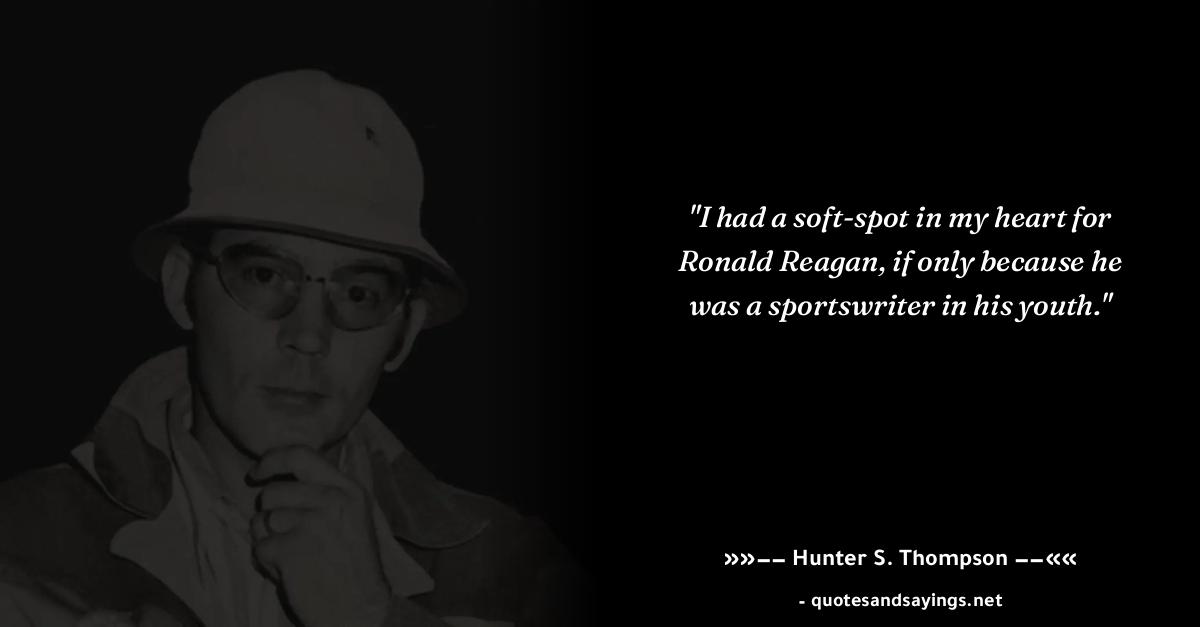 "I had a soft-spot in my heart for
Ronald Reagan, if only because he
was a sportswriter in his youth."
»»–– Hunter S. Thompson ––««
- quotesandsayings.net